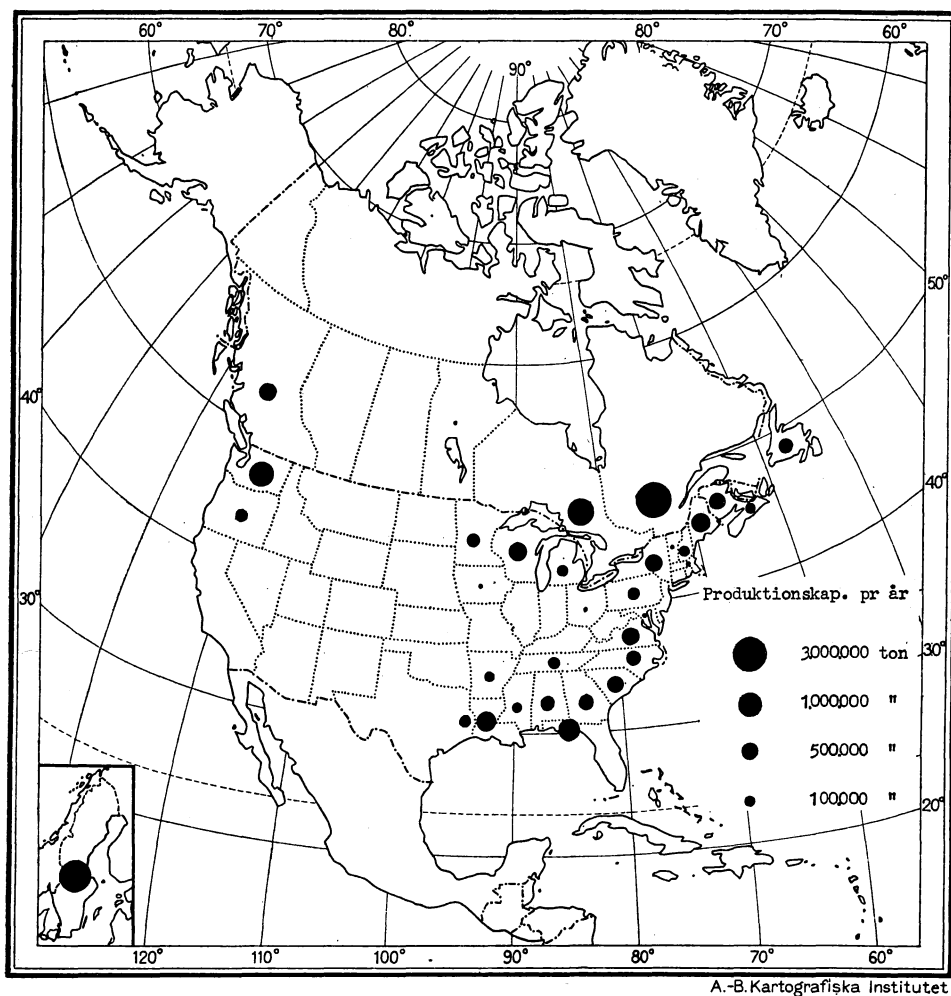 60° 70° 80° 80° 70° 60°
90°
50°
40°
40°
30°
Produktionskap. pr år
3,000,000 ton
30°
1,000,000 "
500,000 "
100,000 "
20°
120° 110° 100° 90° 80° 70° 60°
A.-B. Kartografiska Institutet